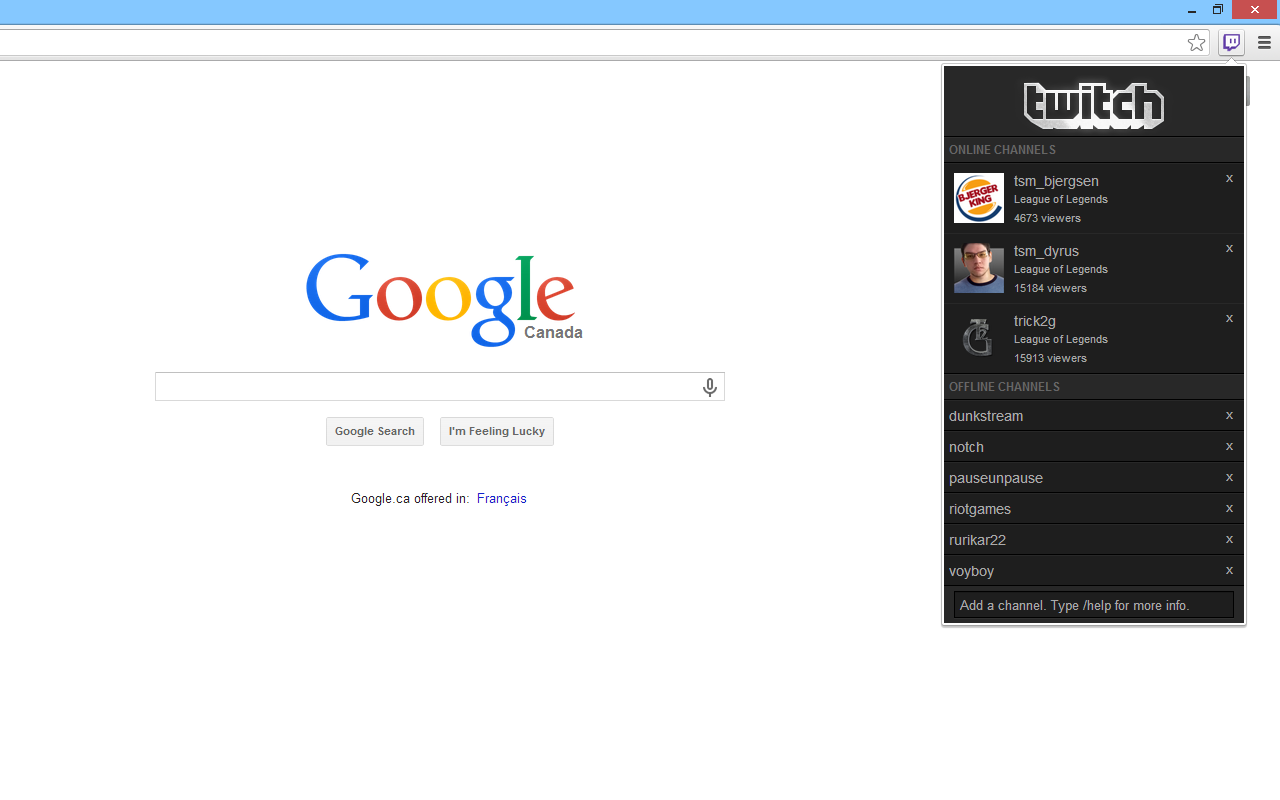 Google
Canada
Google Search
I'm Feeling Lucky
Google.ca offered in: Français
twitch
ONLINE CHANNELS
BJERGER
KING
tsm_bjergsen
x
League of Legends
4673 viewers
tsm_dyrus
x
League of Legends
15184 viewers
trick2g
x
League of Legends
15913 viewers
OFFLINE CHANNELS
dunkstream
x
notch
x
pauseunpause
x
riotgames
x
rurikar22
x
voyboy
x
Add a channel. Type /help for more info.